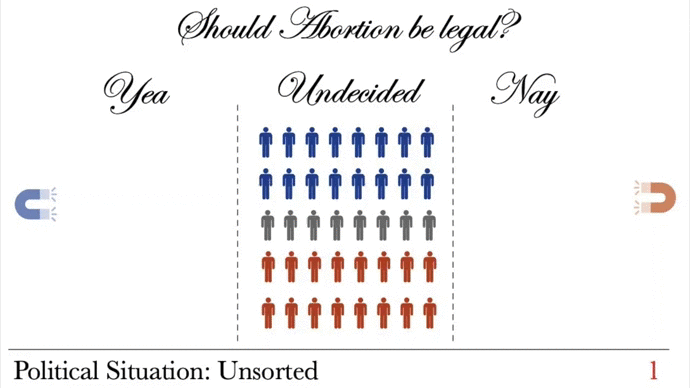 Should Abortion be legal?
Yea Undecided Nay
Political Situation: Unsorted 1